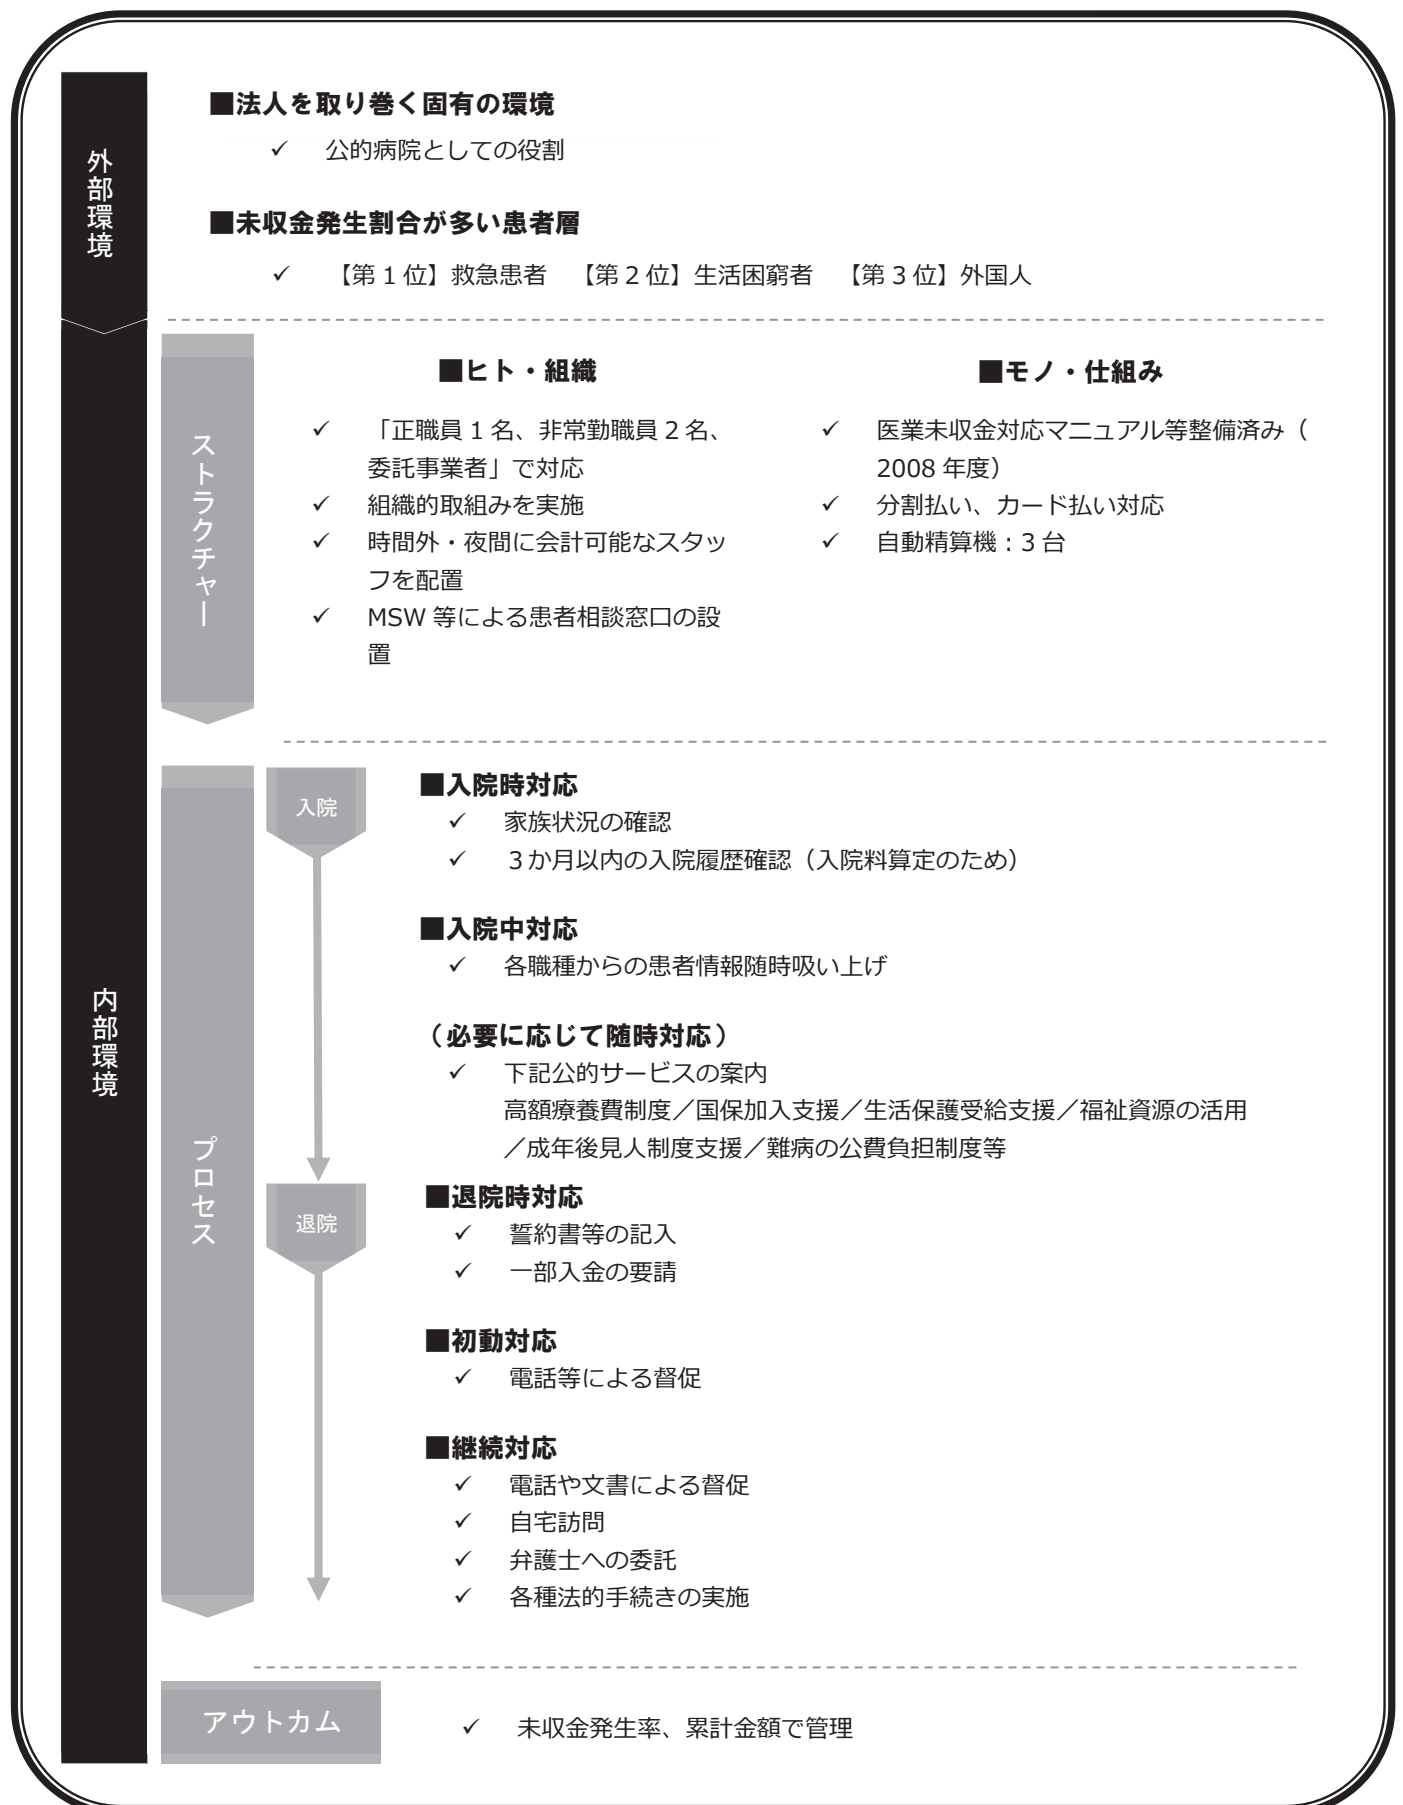 外部環境
■法人を取り巻く固有の環境
✓ 公的病院としての役割
■未収金発生割合が多い患者層
✓ 【第1位】救急患者 【第2位】生活困窮者 【第3位】外国人
内部環境
ストラクチャー
■ヒト・組織
✓ 「正職員1名、非常勤職員2名、
委託事業者」で対応
✓ 組織的取組みを実施
✓ 時間外・夜間に会計可能なスタッ
フを配置
✓ MSW 等による患者相談窓口の設
置
■モノ・仕組み
✓ 医業未収金対応マニュアル等整備済み（
2008 年度）
✓ 分割払い、カード払い対応
✓ 自動精算機：3台
プロセス
入院
■入院時対応
✓ 家族状況の確認
✓ 3か月以内の入院履歴確認（入院料算定のため）
■入院中対応
✓ 各職種からの患者情報随時吸い上げ
（必要に応じて随時対応）
✓ 下記公的サービスの案内
高額療養費制度／国保加入支援／生活保護受給支援／福祉資源の活用
／成年後見人制度支援／難病の公費負担制度等
退院
■退院時対応
✓ 誓約書等の記入
✓ 一部入金の要請
■初動対応
✓ 電話等による督促
■継続対応
✓ 電話や文書による督促
✓ 自宅訪問
✓ 弁護士への委託
✓ 各種法的手続きの実施
アウトカム
✓ 未収金発生率、累計金額で管理